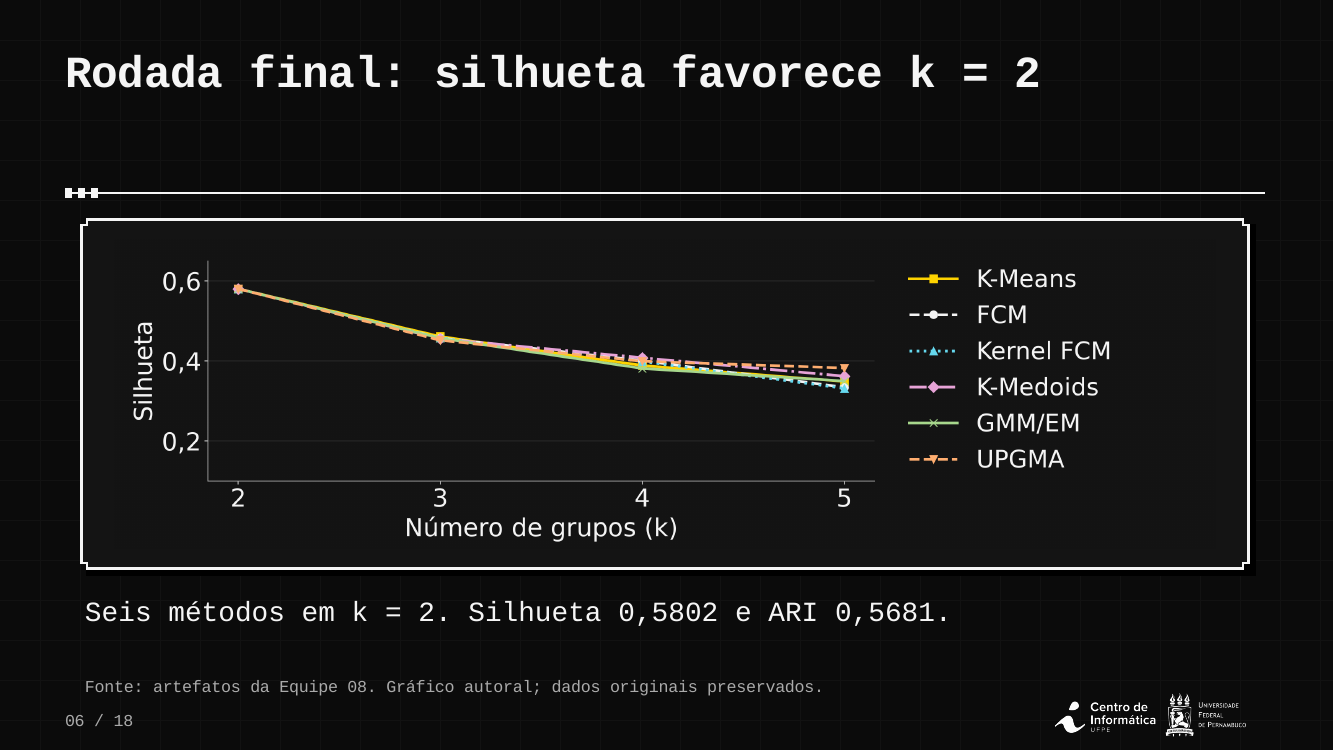 Rodada final: silhueta favorece k = 2
0,6
0,4
0,2
Silhueta
2 3 4 5
Número de grupos (k)
K-Means
FCM
Kernel FCM
K-Medoids
GMM/EM
UPGMA
Seis métodos em k = 2. Silhueta 0,5802 e ARI 0,5681.
Fonte: artefatos da Equipe 08. Gráfico autoral; dados originais preservados.
06 / 18
Centro de
Informática
UFPE
Universidade
Federal
de Pernambuco